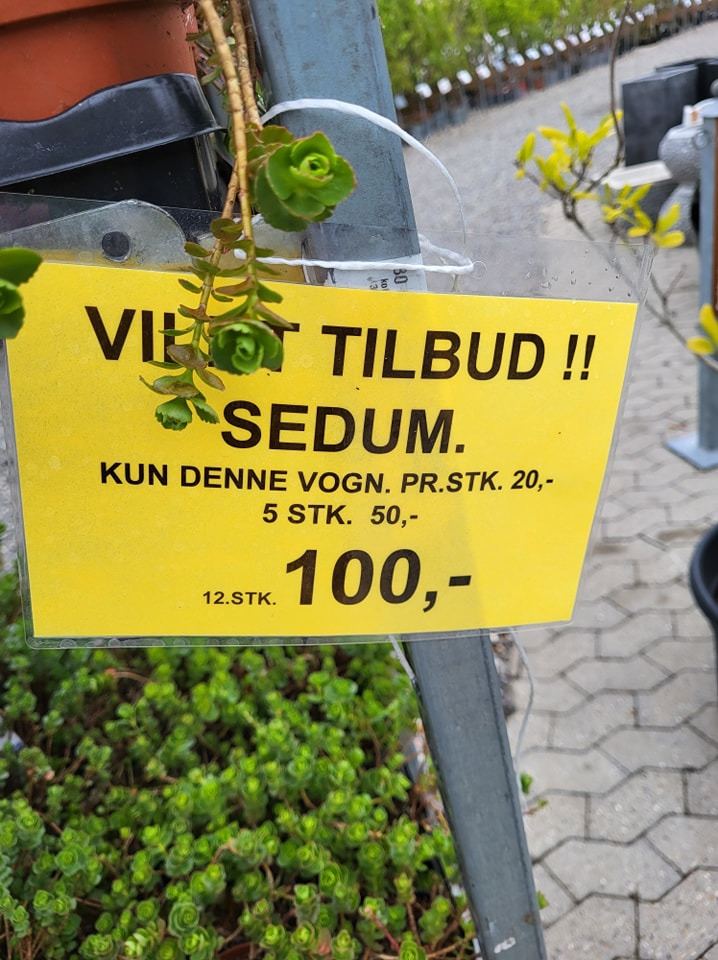 TILBUD !!
SEDUM.
KUN DENNE VOGN. PR.STK. 20,-
5 STK. 50,-
12.STK. 100,-